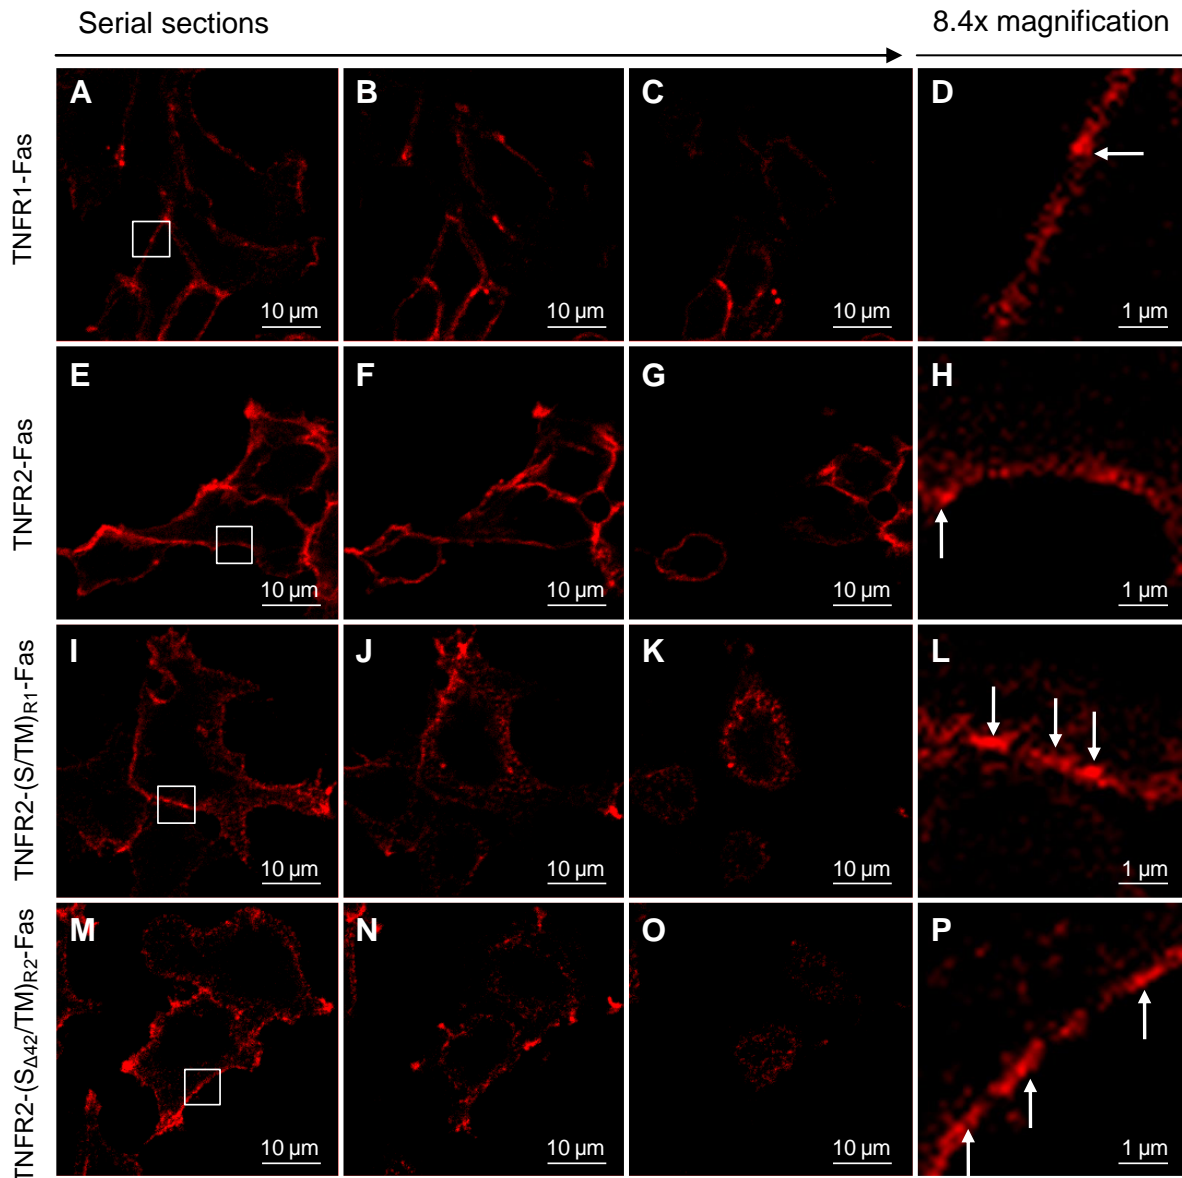 Serial sections
8.4x magnification
TNFR1-Fas
A
10 µm
B
10 µm
C
10 µm
D
1 µm
TNFR2-Fas
E
10 µm
F
10 µm
G
10 µm
H
1 µm
TNFR2-(S/TM)R1-Fas
I
10 µm
J
10 µm
K
10 µm
L
1 µm
TNFR2-(SΔ42/TM)R2-Fas
M
10 µm
N
10 µm
O
10 µm
P
1 µm